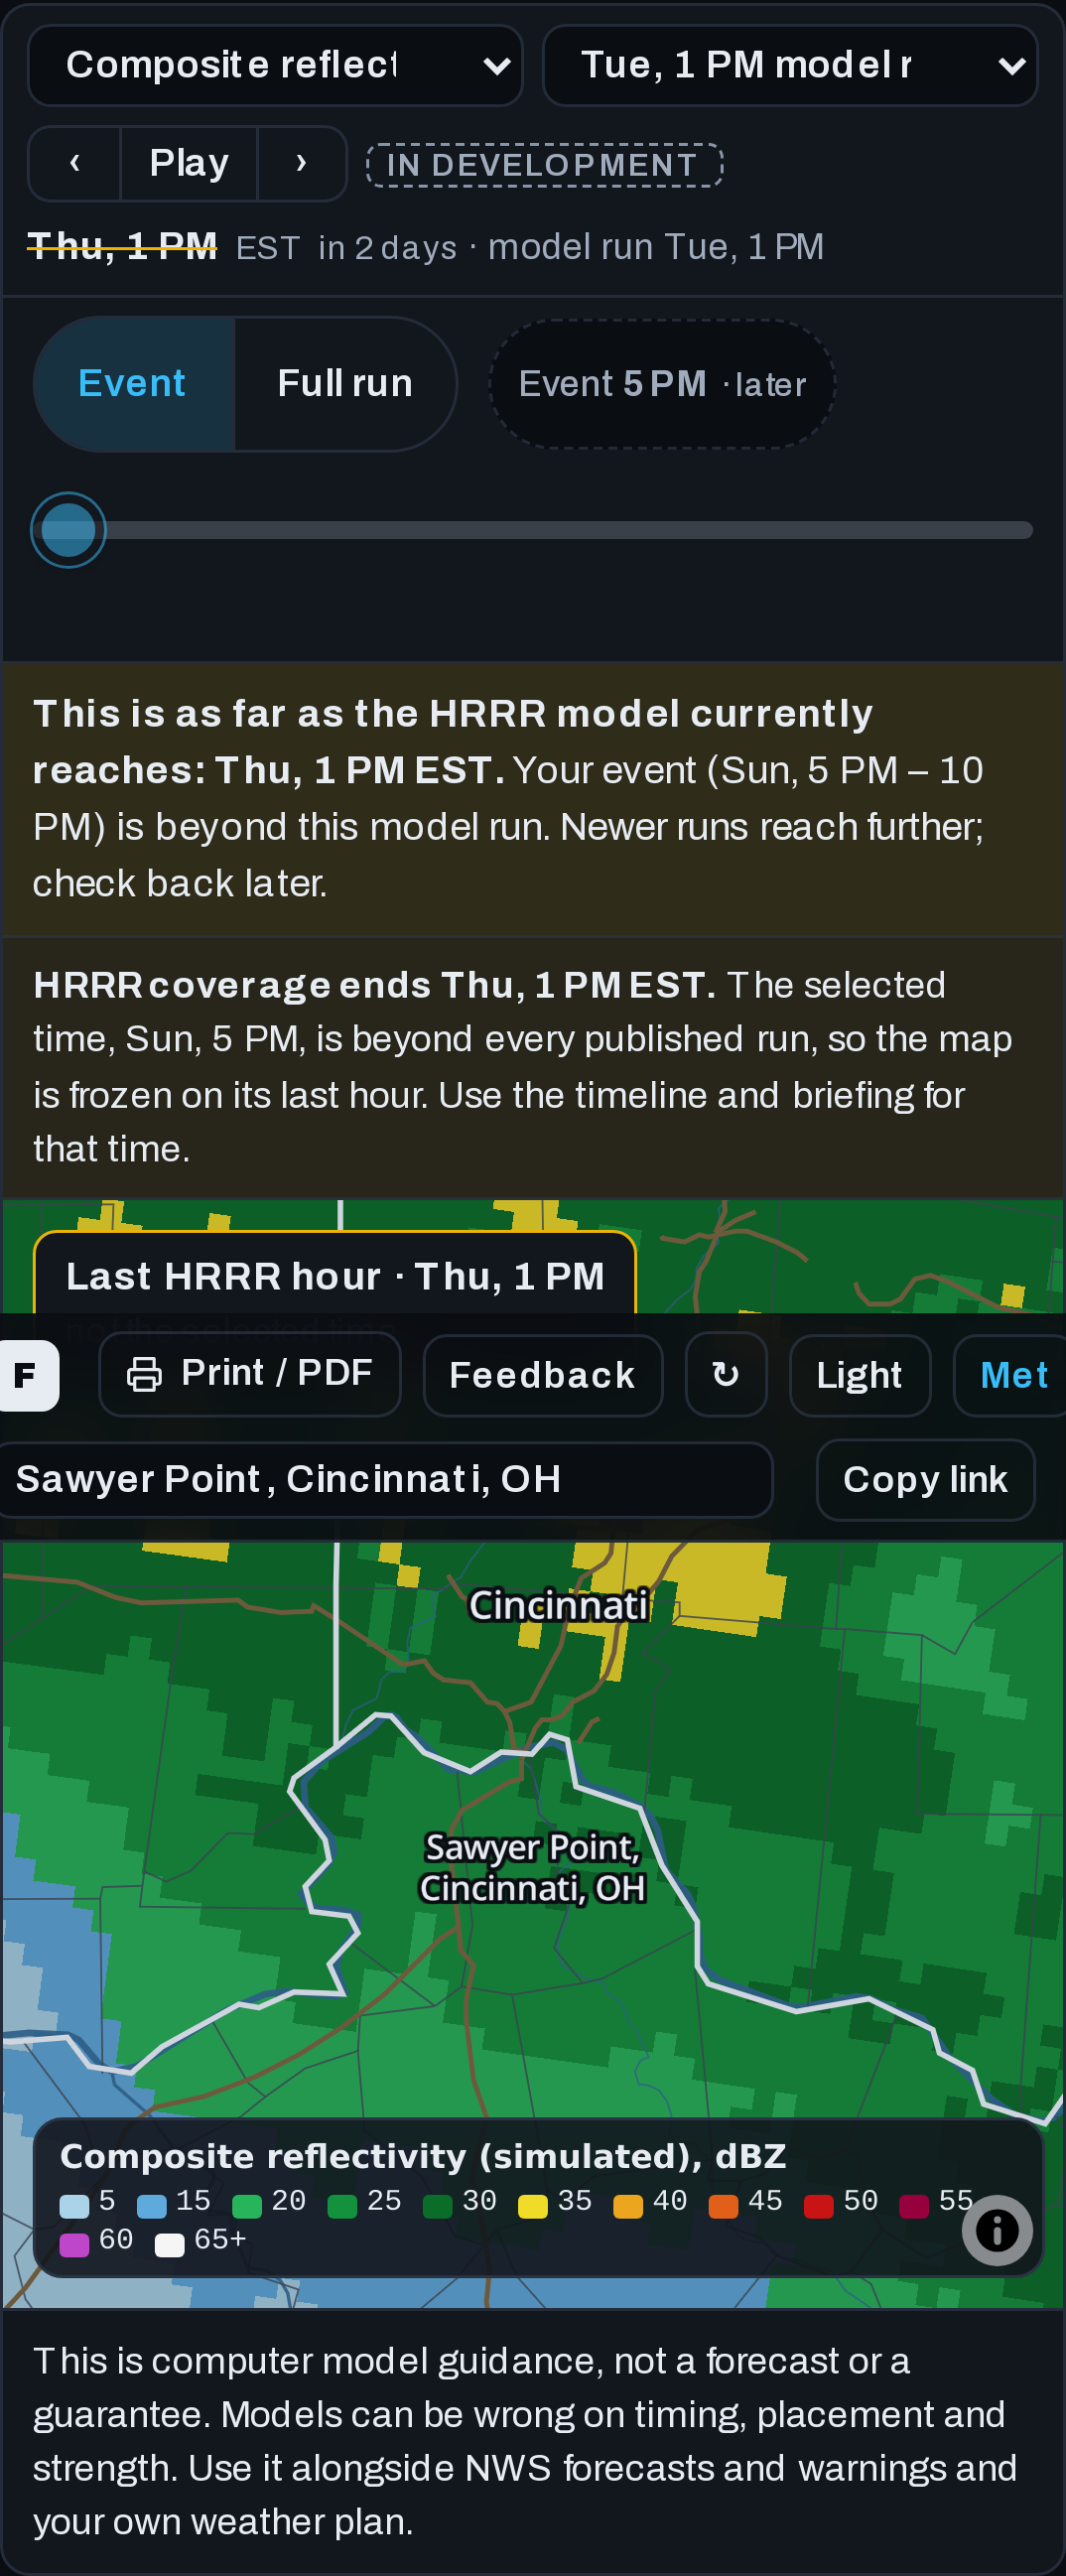 Composite reflect
Tue, 1 PM model r
‹ Play › IN DEVELOPMENT
Thu, 1 PM EST in 2 days · model run Tue, 1 PM
Event Full run Event 5 PM · later
This is as far as the HRRR model currently
reaches: Thu, 1 PM EST. Your event (Sun, 5 PM – 10
PM) is beyond this model run. Newer runs reach further;
check back later.
HRRR coverage ends Thu, 1 PM EST. The selected
time, Sun, 5 PM, is beyond every published run, so the map
is frozen on its last hour. Use the timeline and briefing for
that time.
Last HRRR hour · Thu, 1 PM
not the selected time
F Print / PDF Feedback ↻ Light Met
Sawyer Point, Cincinnati, OH Copy link
Cincinnati
Sawyer Point,
Cincinnati, OH
Composite reflectivity (simulated), dBZ
5 15 20 25 30 35 40 45 50 55
60 65+
This is computer model guidance, not a forecast or a
guarantee. Models can be wrong on timing, placement and
strength. Use it alongside NWS forecasts and warnings and
your own weather plan.